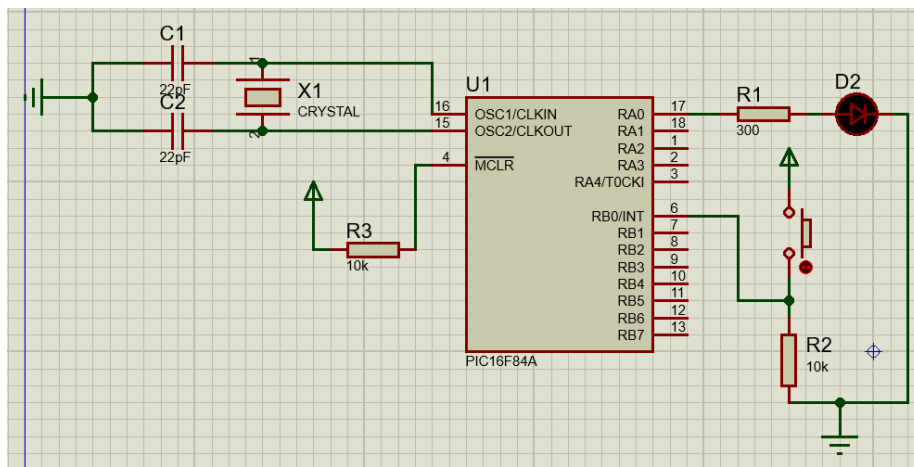 C1
22pF
C2
22pF
1
2
X1
CRYSTAL
U1
16
OSC1/CLKIN
15
OSC2/CLKOUT
4
MCLR
RA0
17
RA1
18
RA2
1
RA3
2
RA4/T0CKI
3
RB0/INT
6
RB1
7
RB2
8
RB3
9
RB4
10
RB5
11
RB6
12
RB7
13
PIC16F84A
R3
10k
R1
300
D2
R2
10k